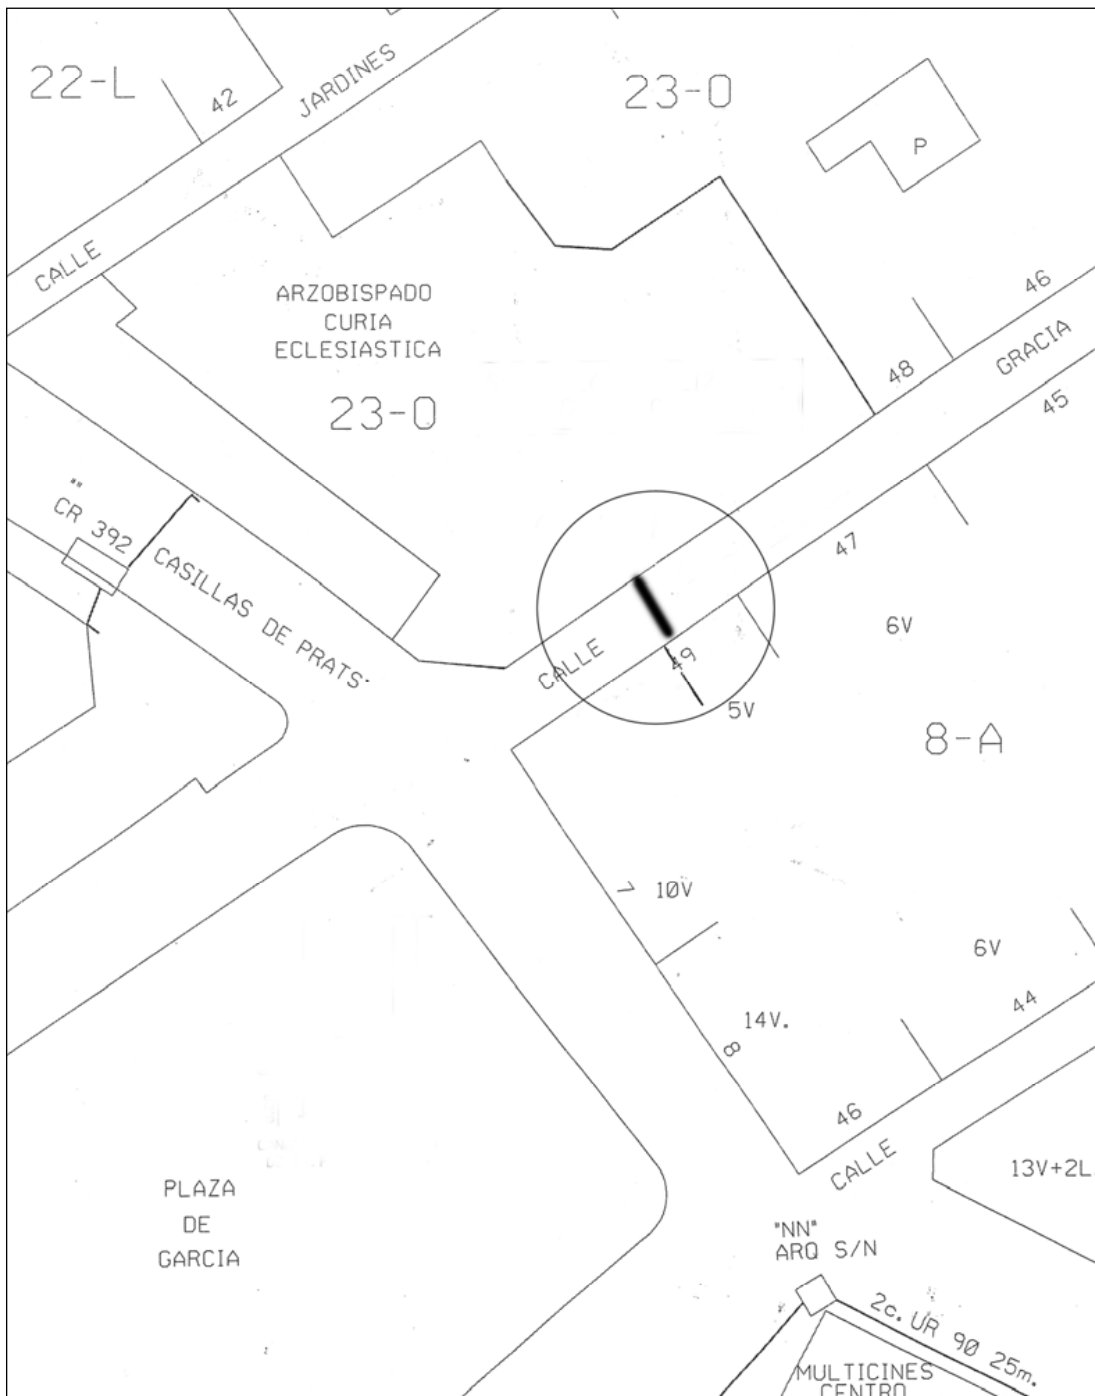 22-L
42
CALLE
JARDINES
23-O
P
ARZOBISPADO
CURIA
ECLESIASTICA
23-O
46
48
GRACIA
45
""
CR 392
CASILLAS DE PRATS
47
CALLE
49
5V
6V
8-A
7
10V
6V
14V.
8
44
46
CALLE
13V+2L
PLAZA
DE
GARCIA
"NN"
ARQ S/N
2c. UR 90 25m.
MULTICINES
CENTRO